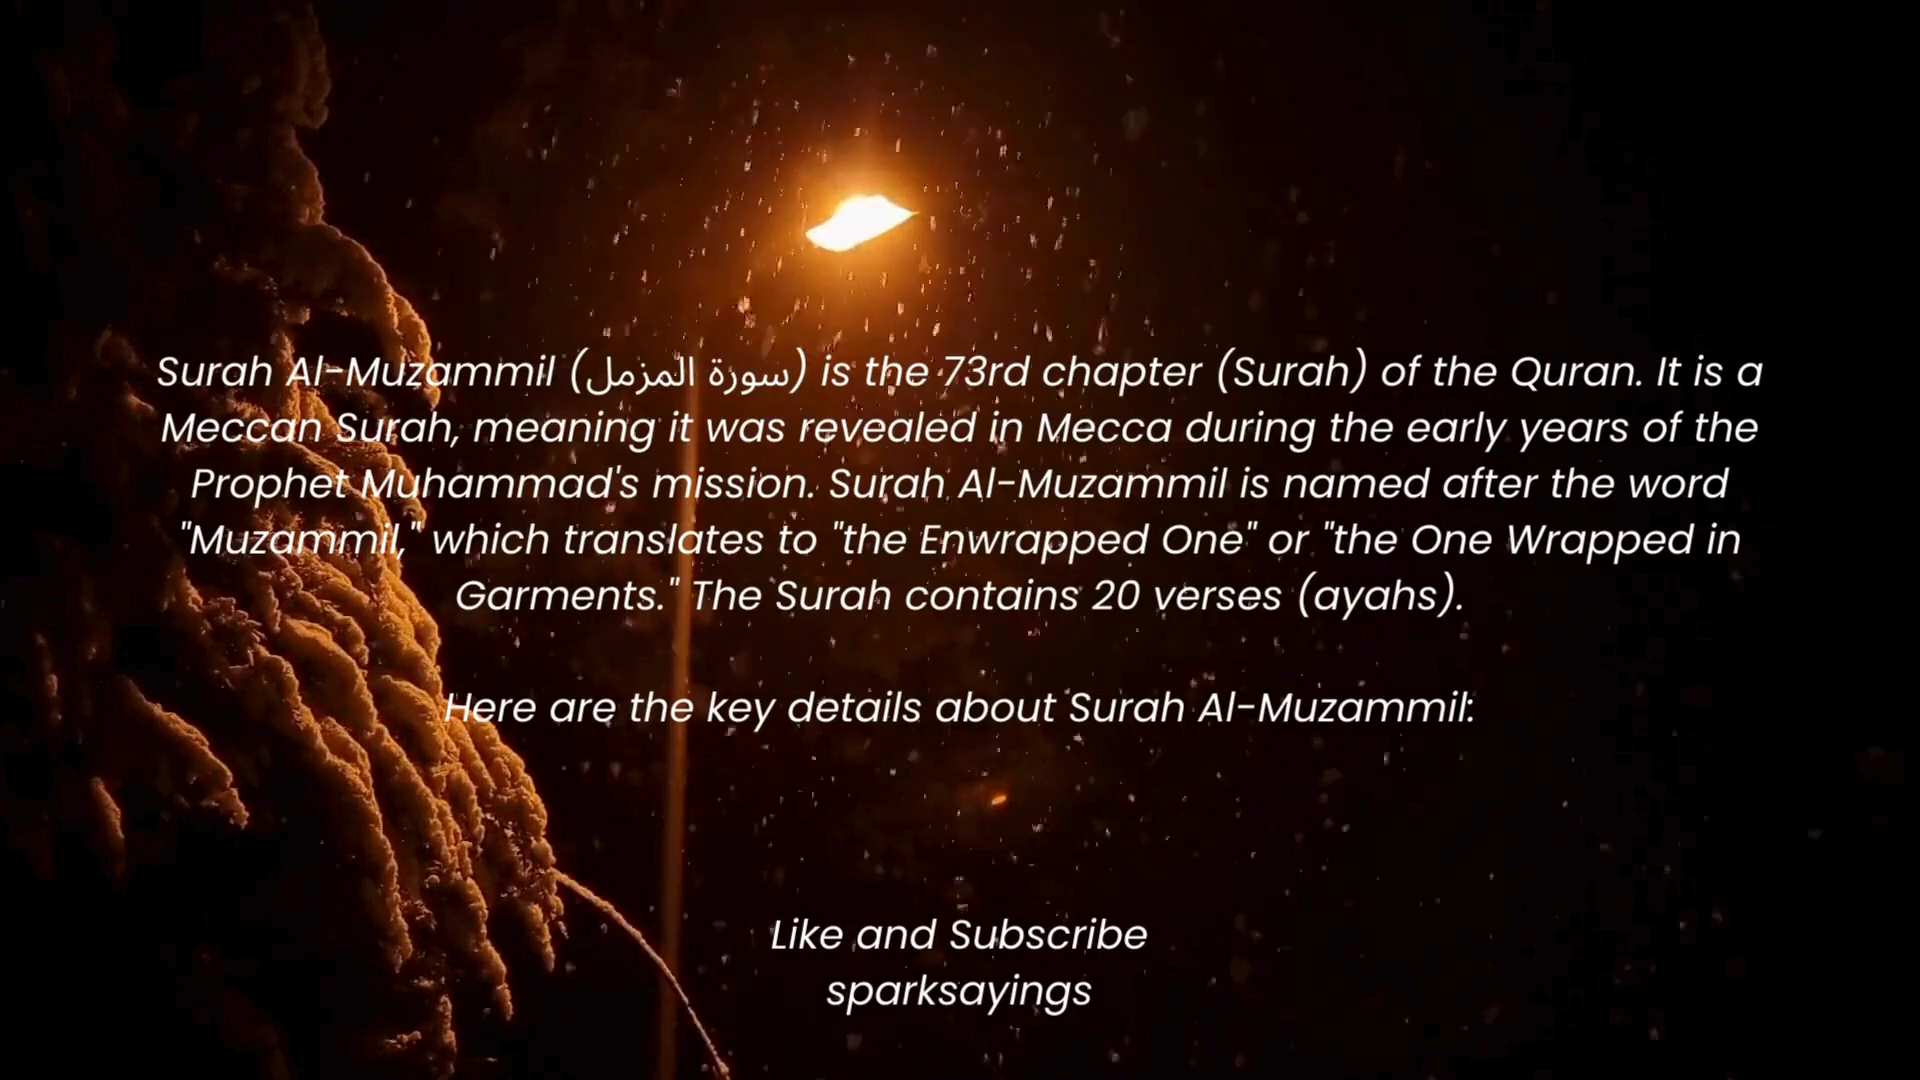 Surah Al-Muzammil (سورة المزمل) is the 73rd chapter (Surah) of the Quran. It is a
Meccan Surah, meaning it was revealed in Mecca during the early years of the
Prophet Muhammad's mission. Surah Al-Muzammil is named after the word
"Muzammil," which translates to "the Enwrapped One" or "the One Wrapped in
Garments." The Surah contains 20 verses (ayahs).
Here are the key details about Surah Al-Muzammil:
Like and Subscribe
sparksayings